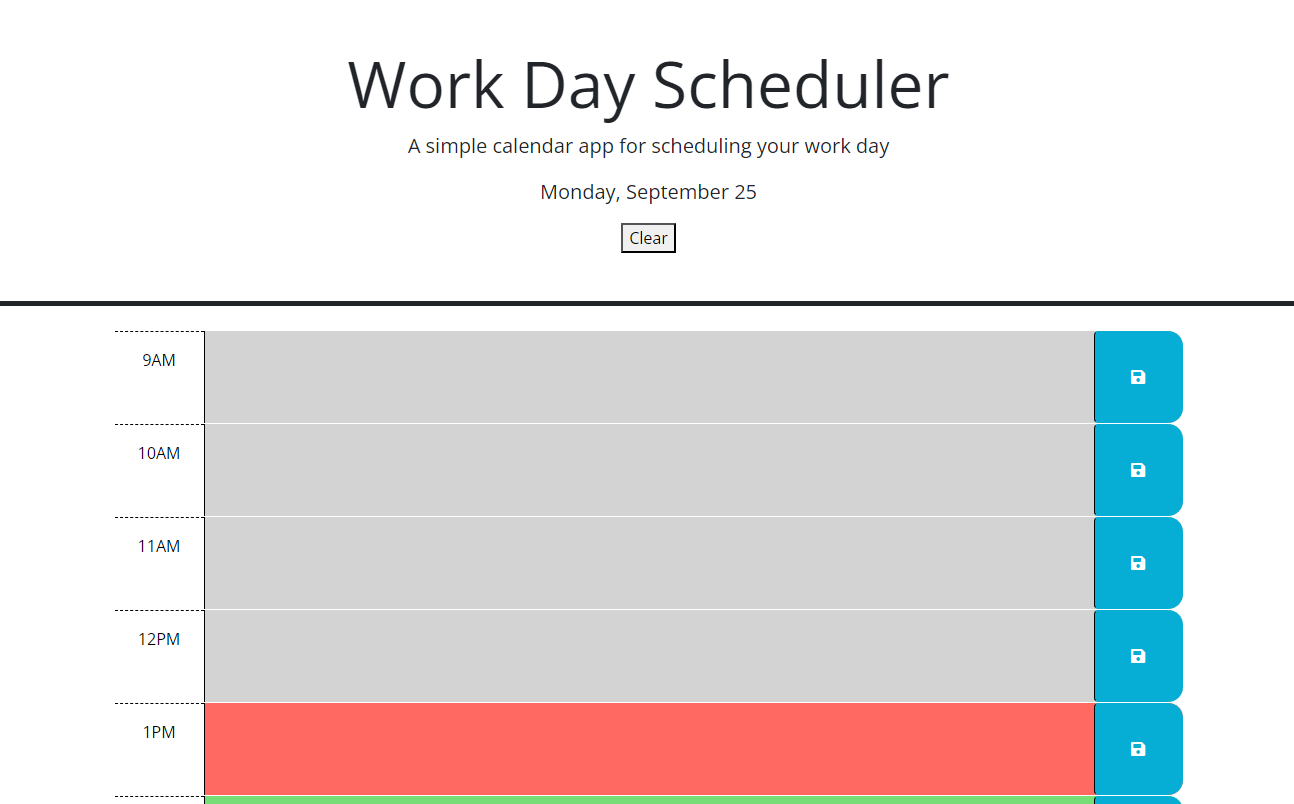 Work Day Scheduler
A simple calendar app for scheduling your work day
Monday, September 25
Clear
9AM
10AM
11AM
12PM
1PM